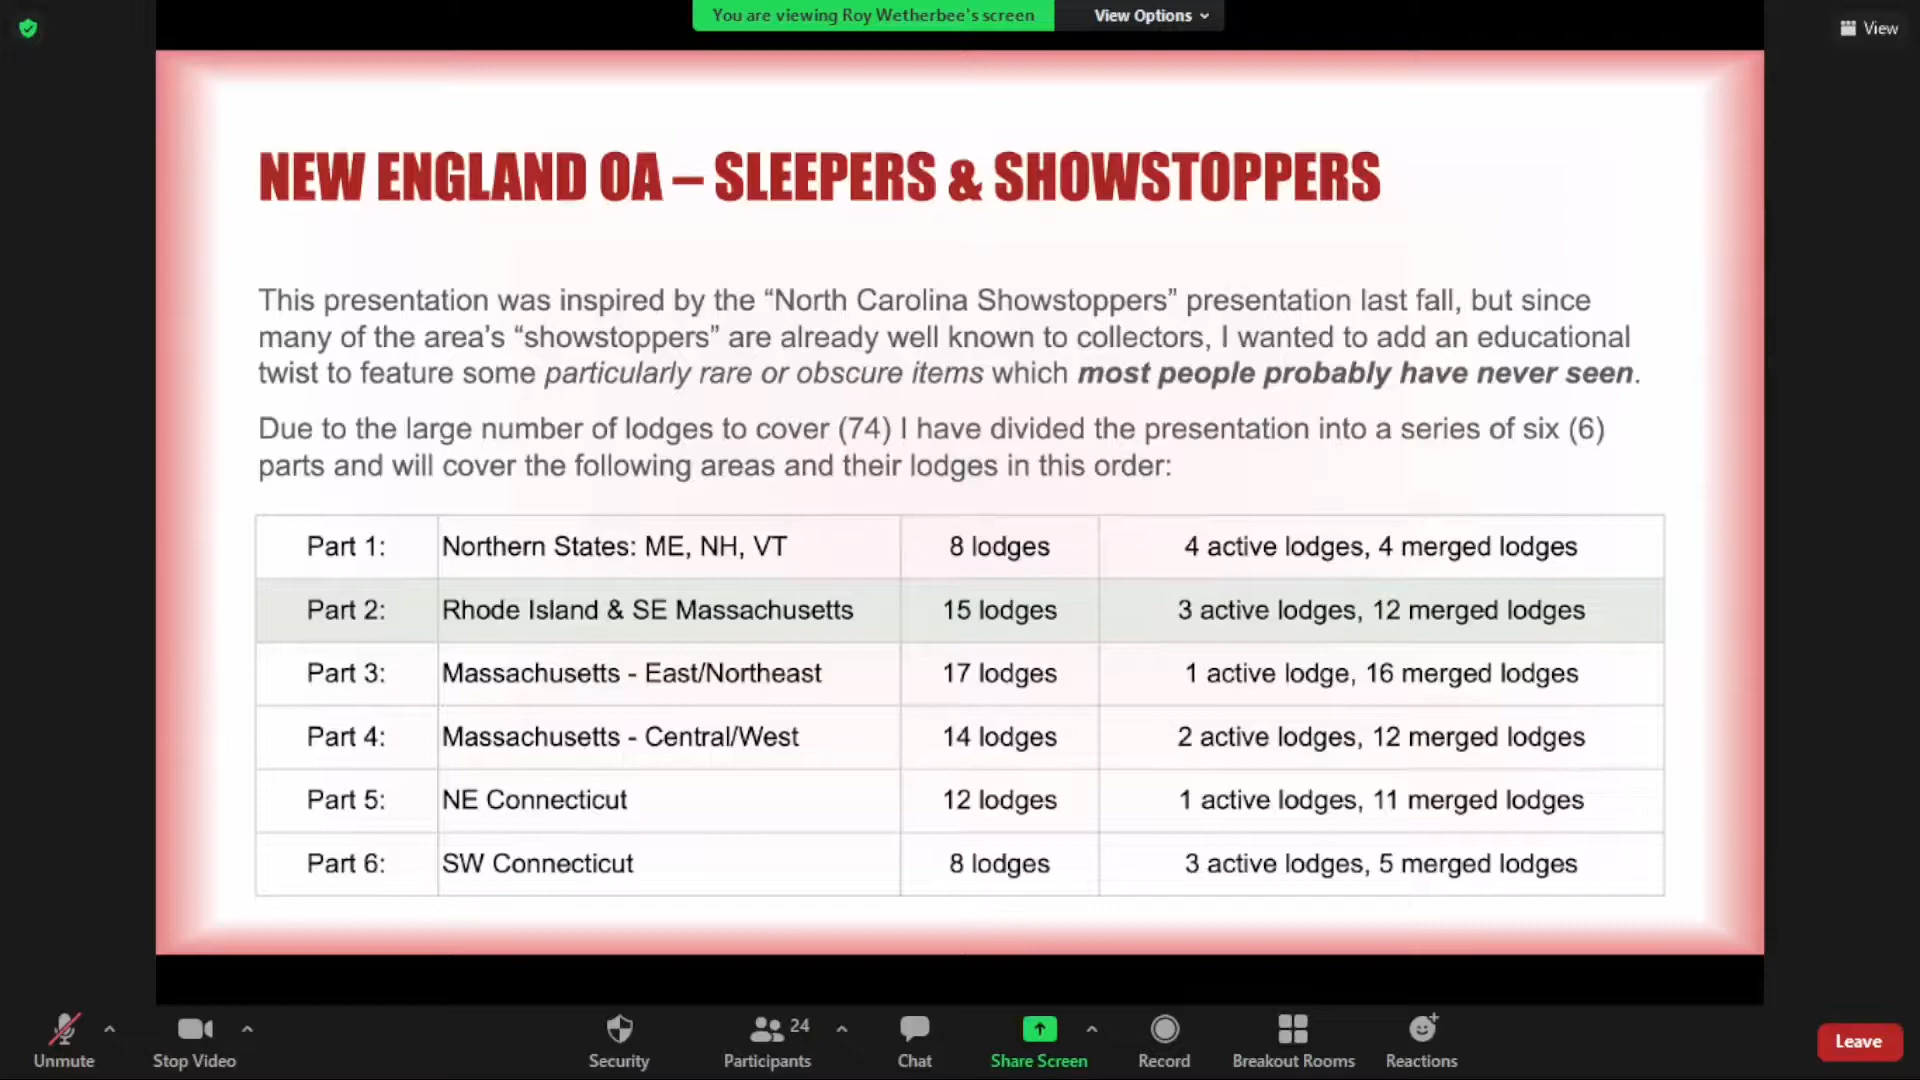 You are viewing Roy Wetherbee's screen
View Options
View
NEW ENGLAND OA – SLEEPERS & SHOWSTOPPERS
This presentation was inspired by the “North Carolina Showstoppers” presentation last fall, but since
many of the area’s “showstoppers” are already well known to collectors, I wanted to add an educational
twist to feature some particularly rare or obscure items which most people probably have never seen.
Due to the large number of lodges to cover (74) I have divided the presentation into a series of six (6)
parts and will cover the following areas and their lodges in this order:
Part 1: Northern States: ME, NH, VT 8 lodges 4 active lodges, 4 merged lodges
Part 2: Rhode Island & SE Massachusetts 15 lodges 3 active lodges, 12 merged lodges
Part 3: Massachusetts - East/Northeast 17 lodges 1 active lodge, 16 merged lodges
Part 4: Massachusetts - Central/West 14 lodges 2 active lodges, 12 merged lodges
Part 5: NE Connecticut 12 lodges 1 active lodges, 11 merged lodges
Part 6: SW Connecticut 8 lodges 3 active lodges, 5 merged lodges
24
Unmute Stop Video Security Participants Chat Share Screen Record Breakout Rooms Reactions Leave